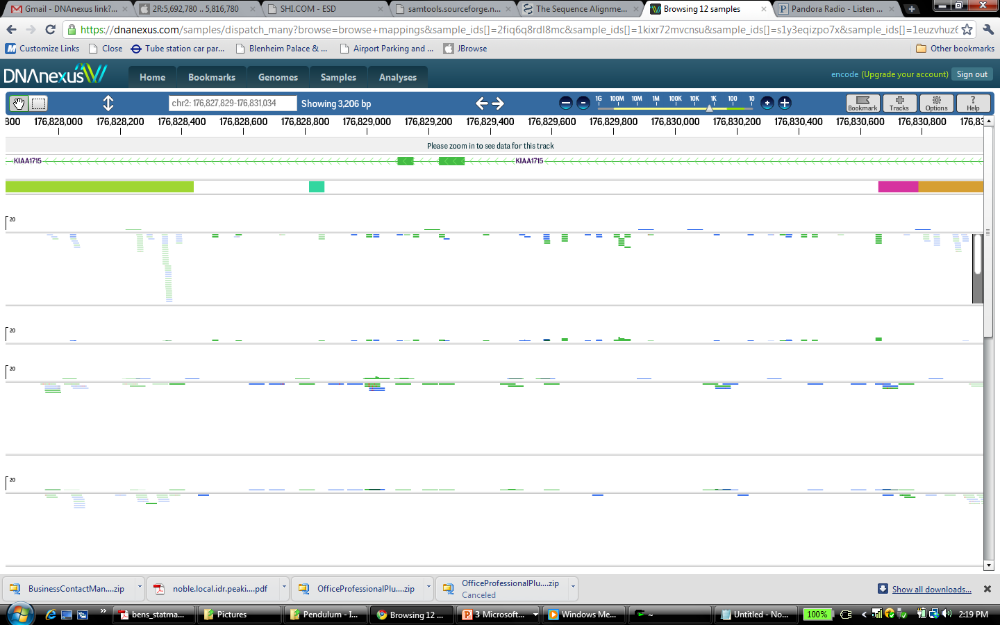 Gmail - DNAnexus link?...
2R:5,692,780 .. 5,816,780
SHI.COM - ESD
samtools.sourceforge.n...
The Sequence Alignme...
Browsing 12 samples
Pandora Radio - Listen ...
https://dnanexus.com/samples/dispatch_many?browse=browse+mappings&sample_ids[]=2fiq6q8rdl8mc&sample_ids[]=1kixr72mvcnsu&sample_ids[]=s1y3eqizpo7x&sample_ids[]=1euzvhuz6
Customize Links
Close
Tube station car par...
Blenheim Palace & ...
Airport Parking and ...
JBrowse
Other bookmarks
DNAnexus
Home
Bookmarks
Genomes
Samples
Analyses
encode (Upgrade your account)
Sign out
chr2: 176,827,829-176,831,034
Showing 3,206 bp
1G 100M 10M 1M 100K 10K 1K 100 10
Bookmark
Tracks
Options
Help
800 176,828,000 176,828,200 176,828,400 176,828,600 176,828,800 176,829,000 176,829,200 176,829,400 176,829,600 176,829,800 176,830,000 176,830,200 176,830,400 176,830,600 176,830,800 176,83
Please zoom in to see data for this track
KIAA1715 KIAA1715
20
20
20
20
BusinessContactMan....zip
noble.local.idr.peaki....pdf
OfficeProfessionalPlu....zip
OfficeProfessionalPlu....zip
Canceled
Show all downloads...
bens_statma...
Pictures
Pendulum - I...
Browsing 12 ...
3 Microsoft...
Windows Me...
~
Untitled - No...
100%
2:19 PM